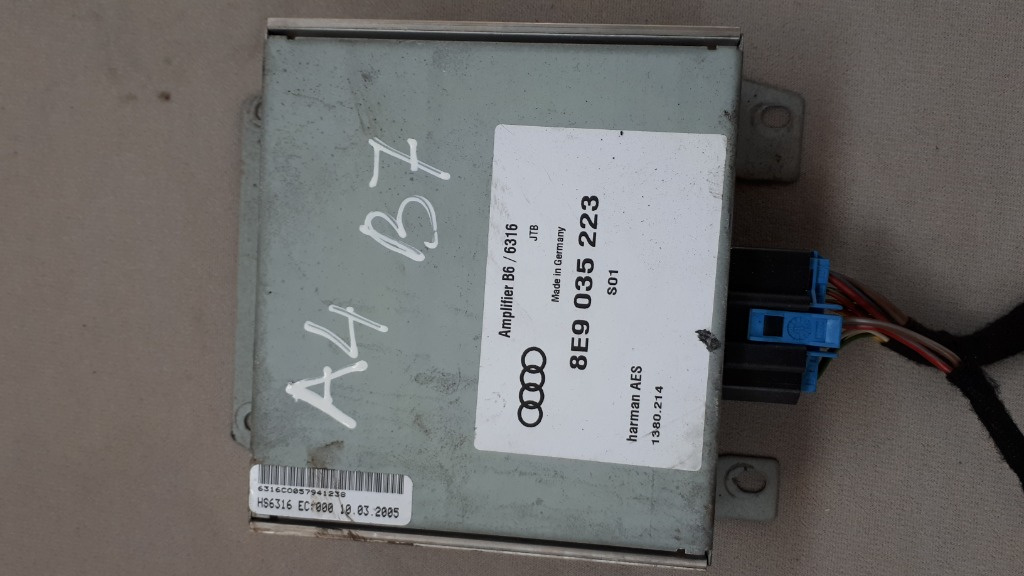 A4 B7
Amplifier B6 / 6316
JTB
Made in Germany
8E9 035 223
S01
harman AES
1380.214
6316C0057941238
HS6316 EC:000 10.03.2005